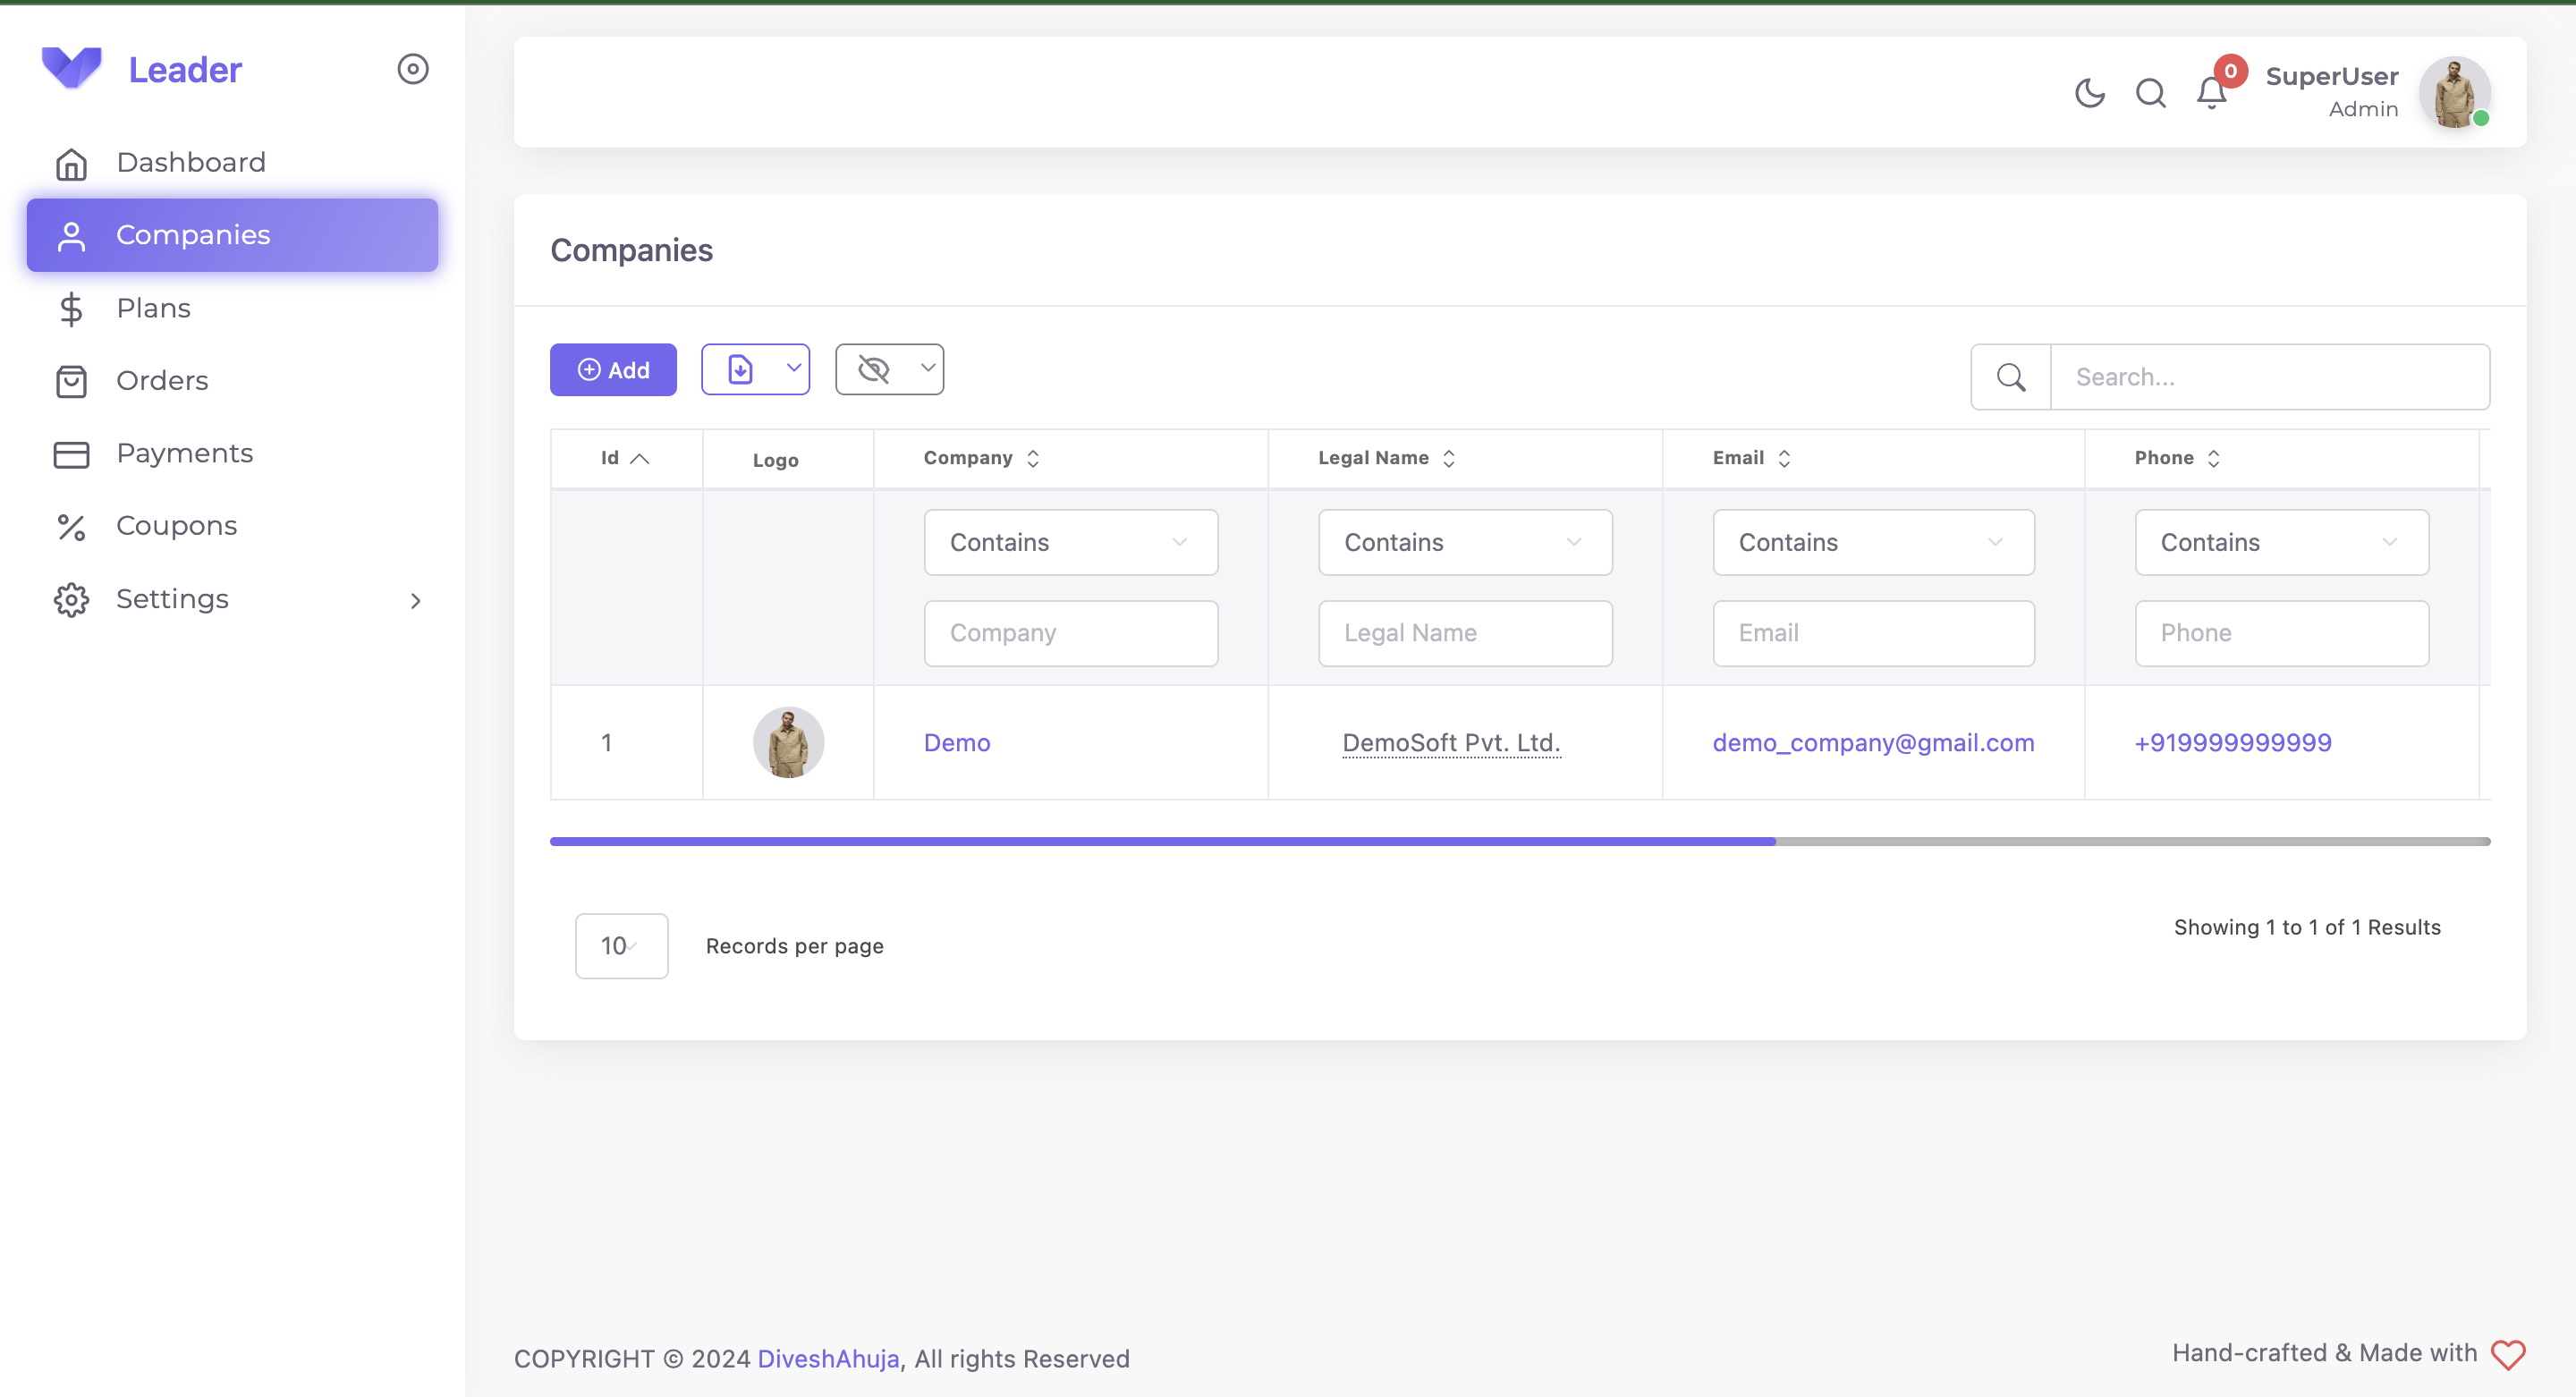 Leader
Dashboard
Companies
Plans
Orders
Payments
Coupons
Settings
0
SuperUser
Admin
Companies
Add
Search...
Id Logo Company Legal Name Email Phone
Contains Contains Contains Contains
Company Legal Name Email Phone
1 Demo DemoSoft Pvt. Ltd. demo_company@gmail.com +919999999999
10 Records per page
Showing 1 to 1 of 1 Results
COPYRIGHT © 2024 DiveshAhuja, All rights Reserved
Hand-crafted & Made with